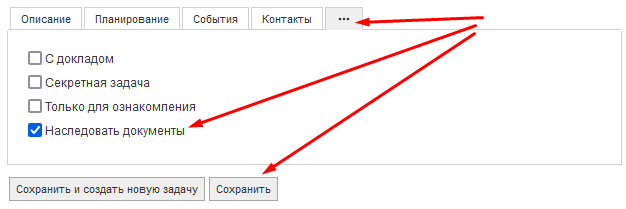 Описание Планирование События Контакты •••
С докладом
Секретная задача
Только для ознакомления
Наследовать документы
Сохранить и создать новую задачу Сохранить